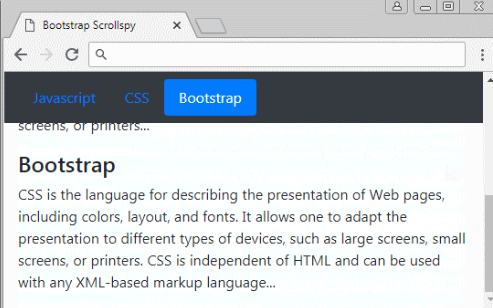 Bootstrap Scrollspy
Javascript CSS Bootstrap
screens, or printers...
Bootstrap
CSS is the language for describing the presentation of Web pages,
including colors, layout, and fonts. It allows one to adapt the
presentation to different types of devices, such as large screens, small
screens, or printers. CSS is independent of HTML and can be used
with any XML-based markup language...